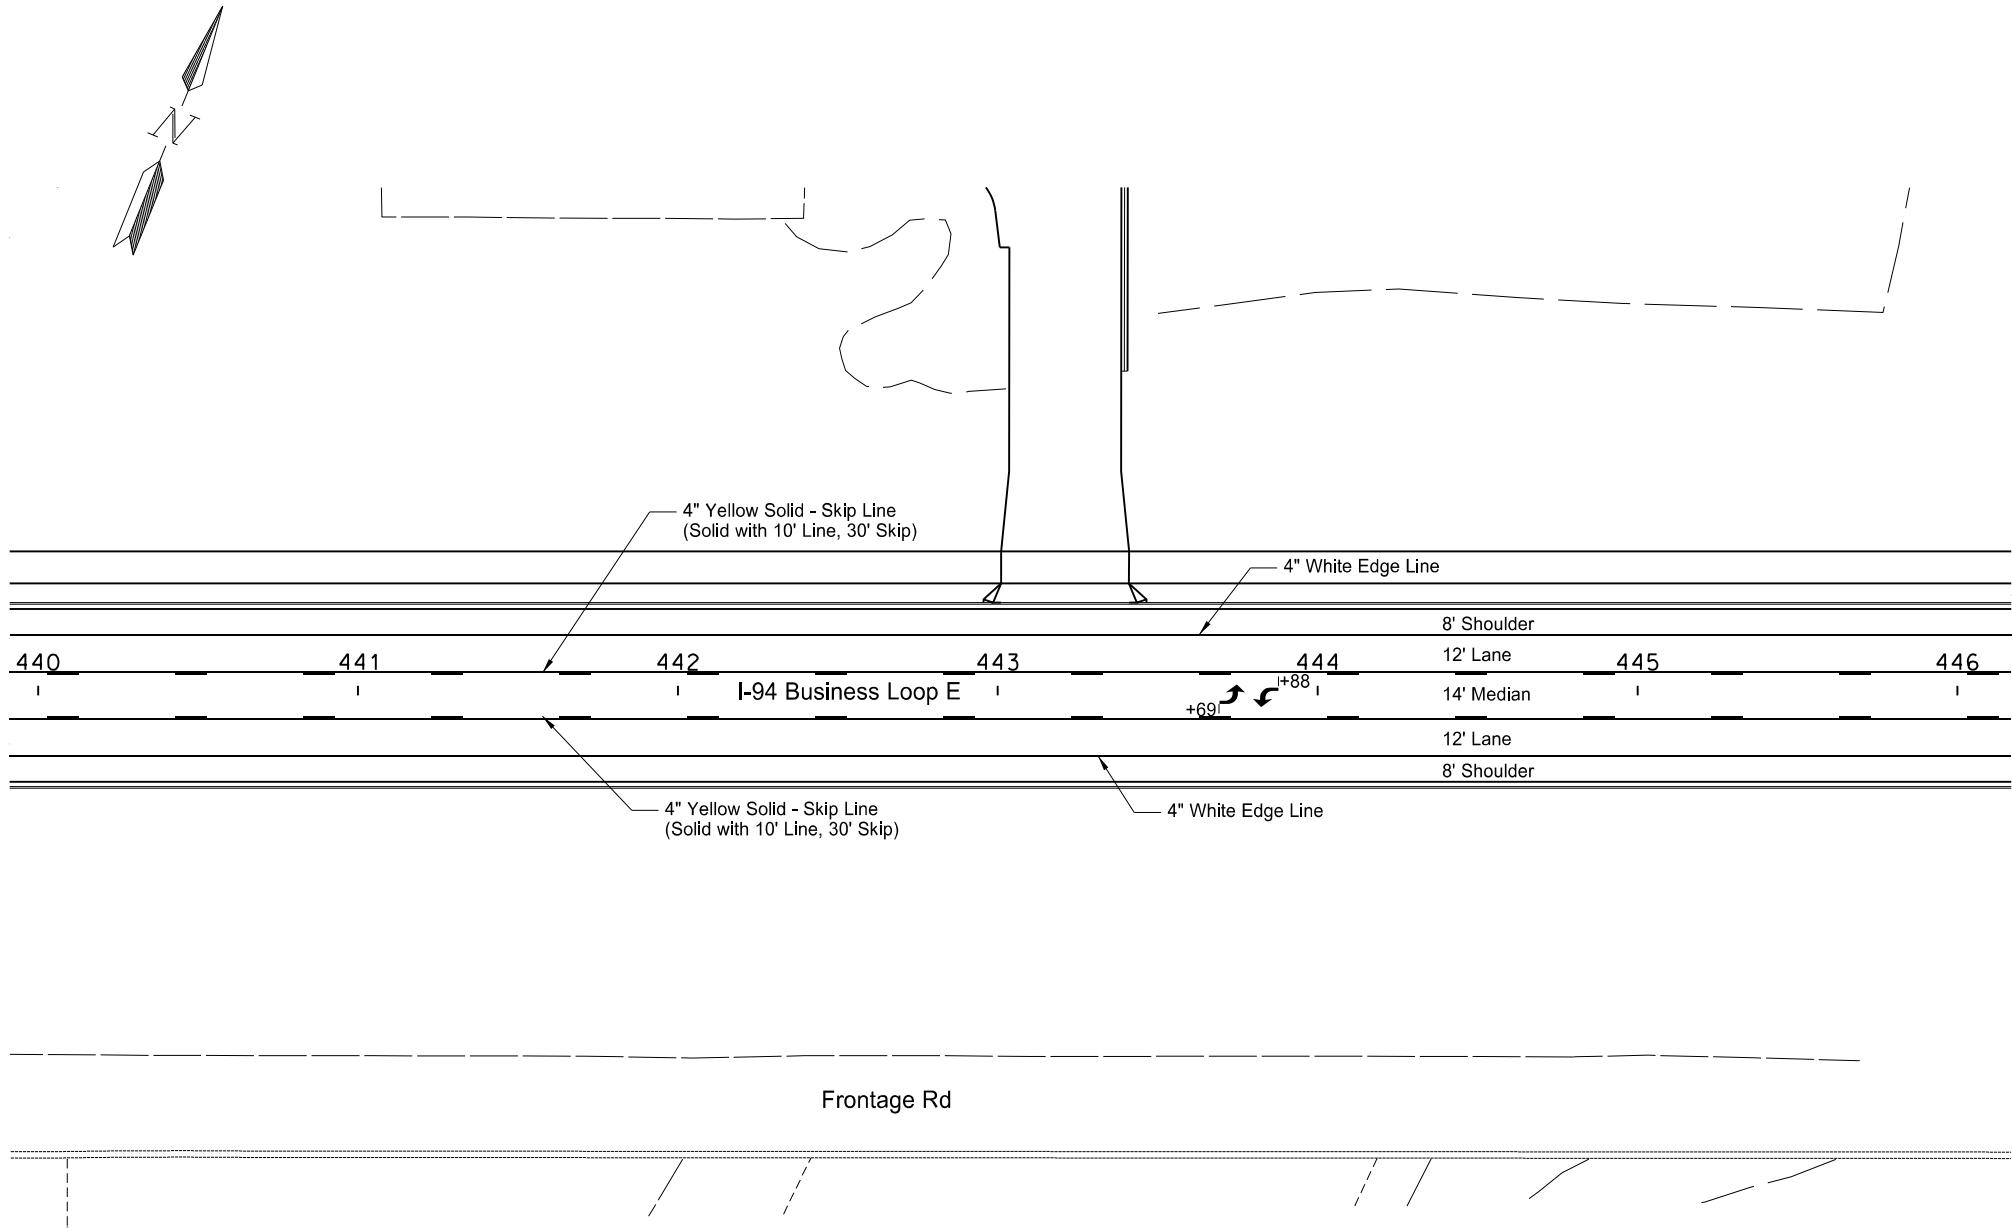 N
4" Yellow Solid - Skip Line
(Solid with 10' Line, 30' Skip)
4" White Edge Line
8' Shoulder
12' Lane
440 441 442 443 444 445 446
I-94 Business Loop E
+88
+69
14' Median
12' Lane
8' Shoulder
4" Yellow Solid - Skip Line
(Solid with 10' Line, 30' Skip)
4" White Edge Line
Frontage Rd